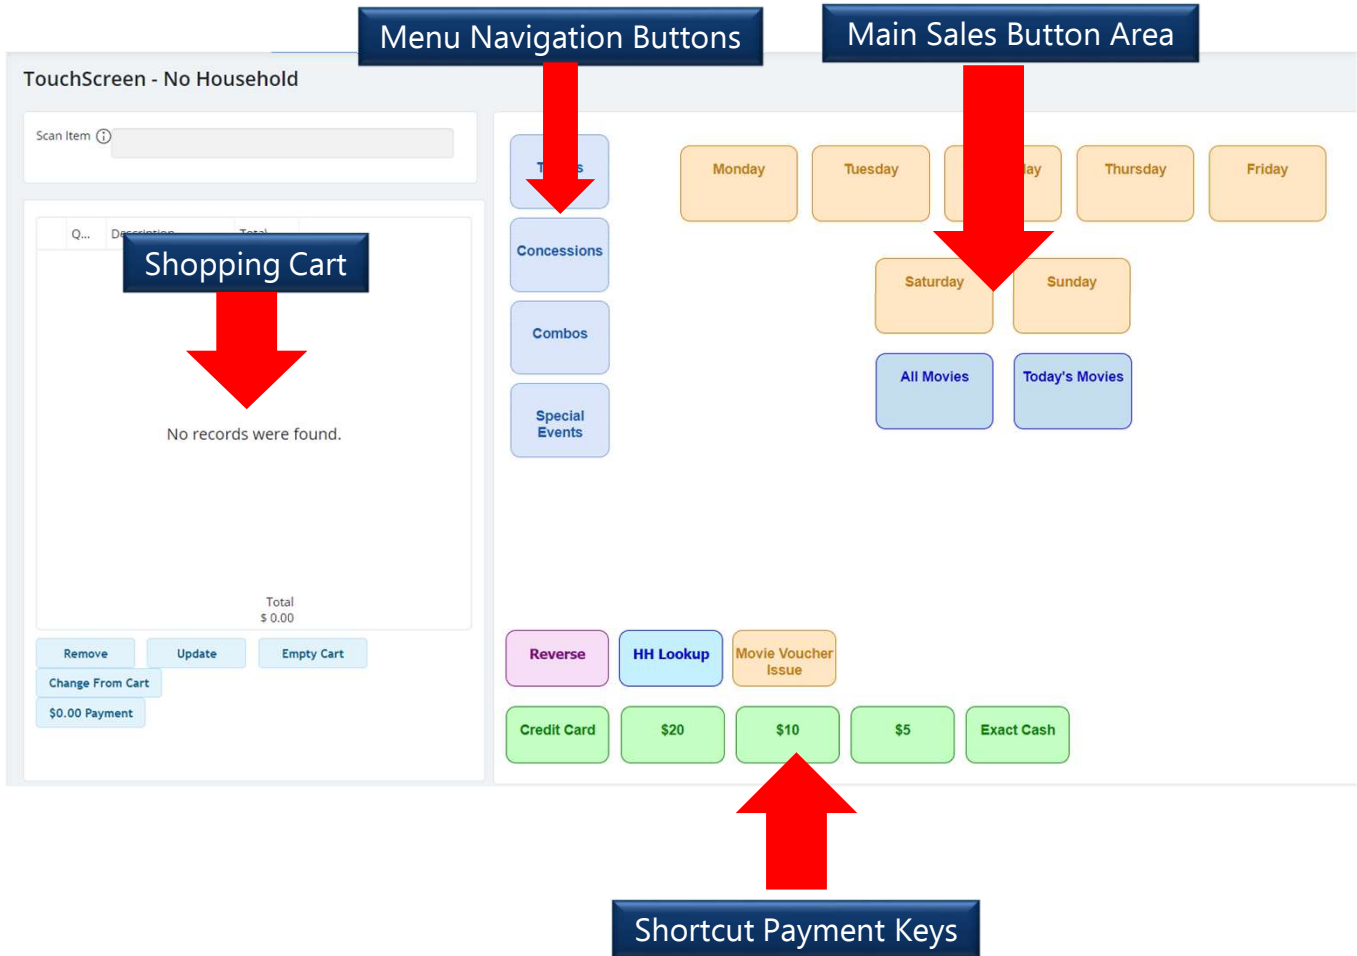 Menu Navigation Buttons
Main Sales Button Area
TouchScreen - No Household
Scan Item
Monday
Tuesday
Thursday
Friday
Concessions
Q...
Total
Shopping Cart
Saturday
Sunday
Combos
All Movies
Today's Movies
Special
Events
No records were found.
Total
$ 0.00
Remove
Update
Empty Cart
Change From Cart
$0.00 Payment
Reverse
HH Lookup
Movie Voucher
Issue
Credit Card
$20
$10
$5
Exact Cash
Shortcut Payment Keys